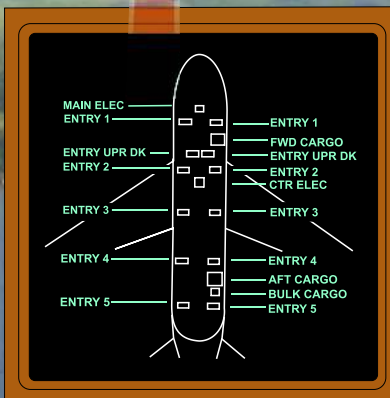 MAIN ELEC
ENTRY 1
ENTRY 1
FWD CARGO
ENTRY UPR DK
ENTRY UPR DK
ENTRY 2
ENTRY 2
CTR ELEC
ENTRY 3
ENTRY 3
ENTRY 4
ENTRY 4
AFT CARGO
BULK CARGO
ENTRY 5
ENTRY 5